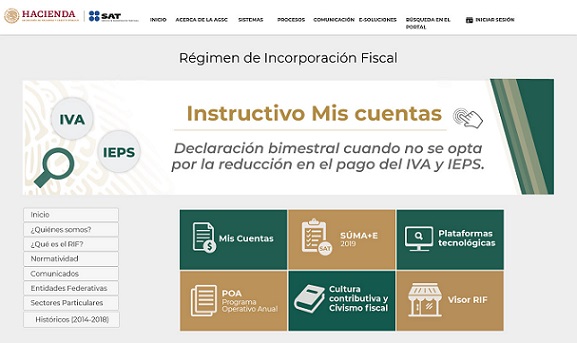 HACIENDA
SAT
INICIO
ACERCA DE LA AGSC
SISTEMAS
PROCESOS
COMUNICACIÓN
E-SOLUCIONES
BÚSQUEDA EN EL
PORTAL
INICIAR SESIÓN
Régimen de Incorporación Fiscal
IVA
IEPS
Instructivo Mis cuentas
Declaración bimestral cuando no se opta
por la reducción en el pago del IVA y IEPS.
Inicio
¿Quiénes somos?
¿Qué es el RIF?
Normatividad
Comunicados
Entidades Federativas
Sectores Particulares
Históricos (2014-2018)
Mis Cuentas
SAT
SÚMA+E
2019
Plataformas
tecnológicas
POA
Programa
Operativo Anual
Cultura
contributiva y
Civismo fiscal
Visor RIF